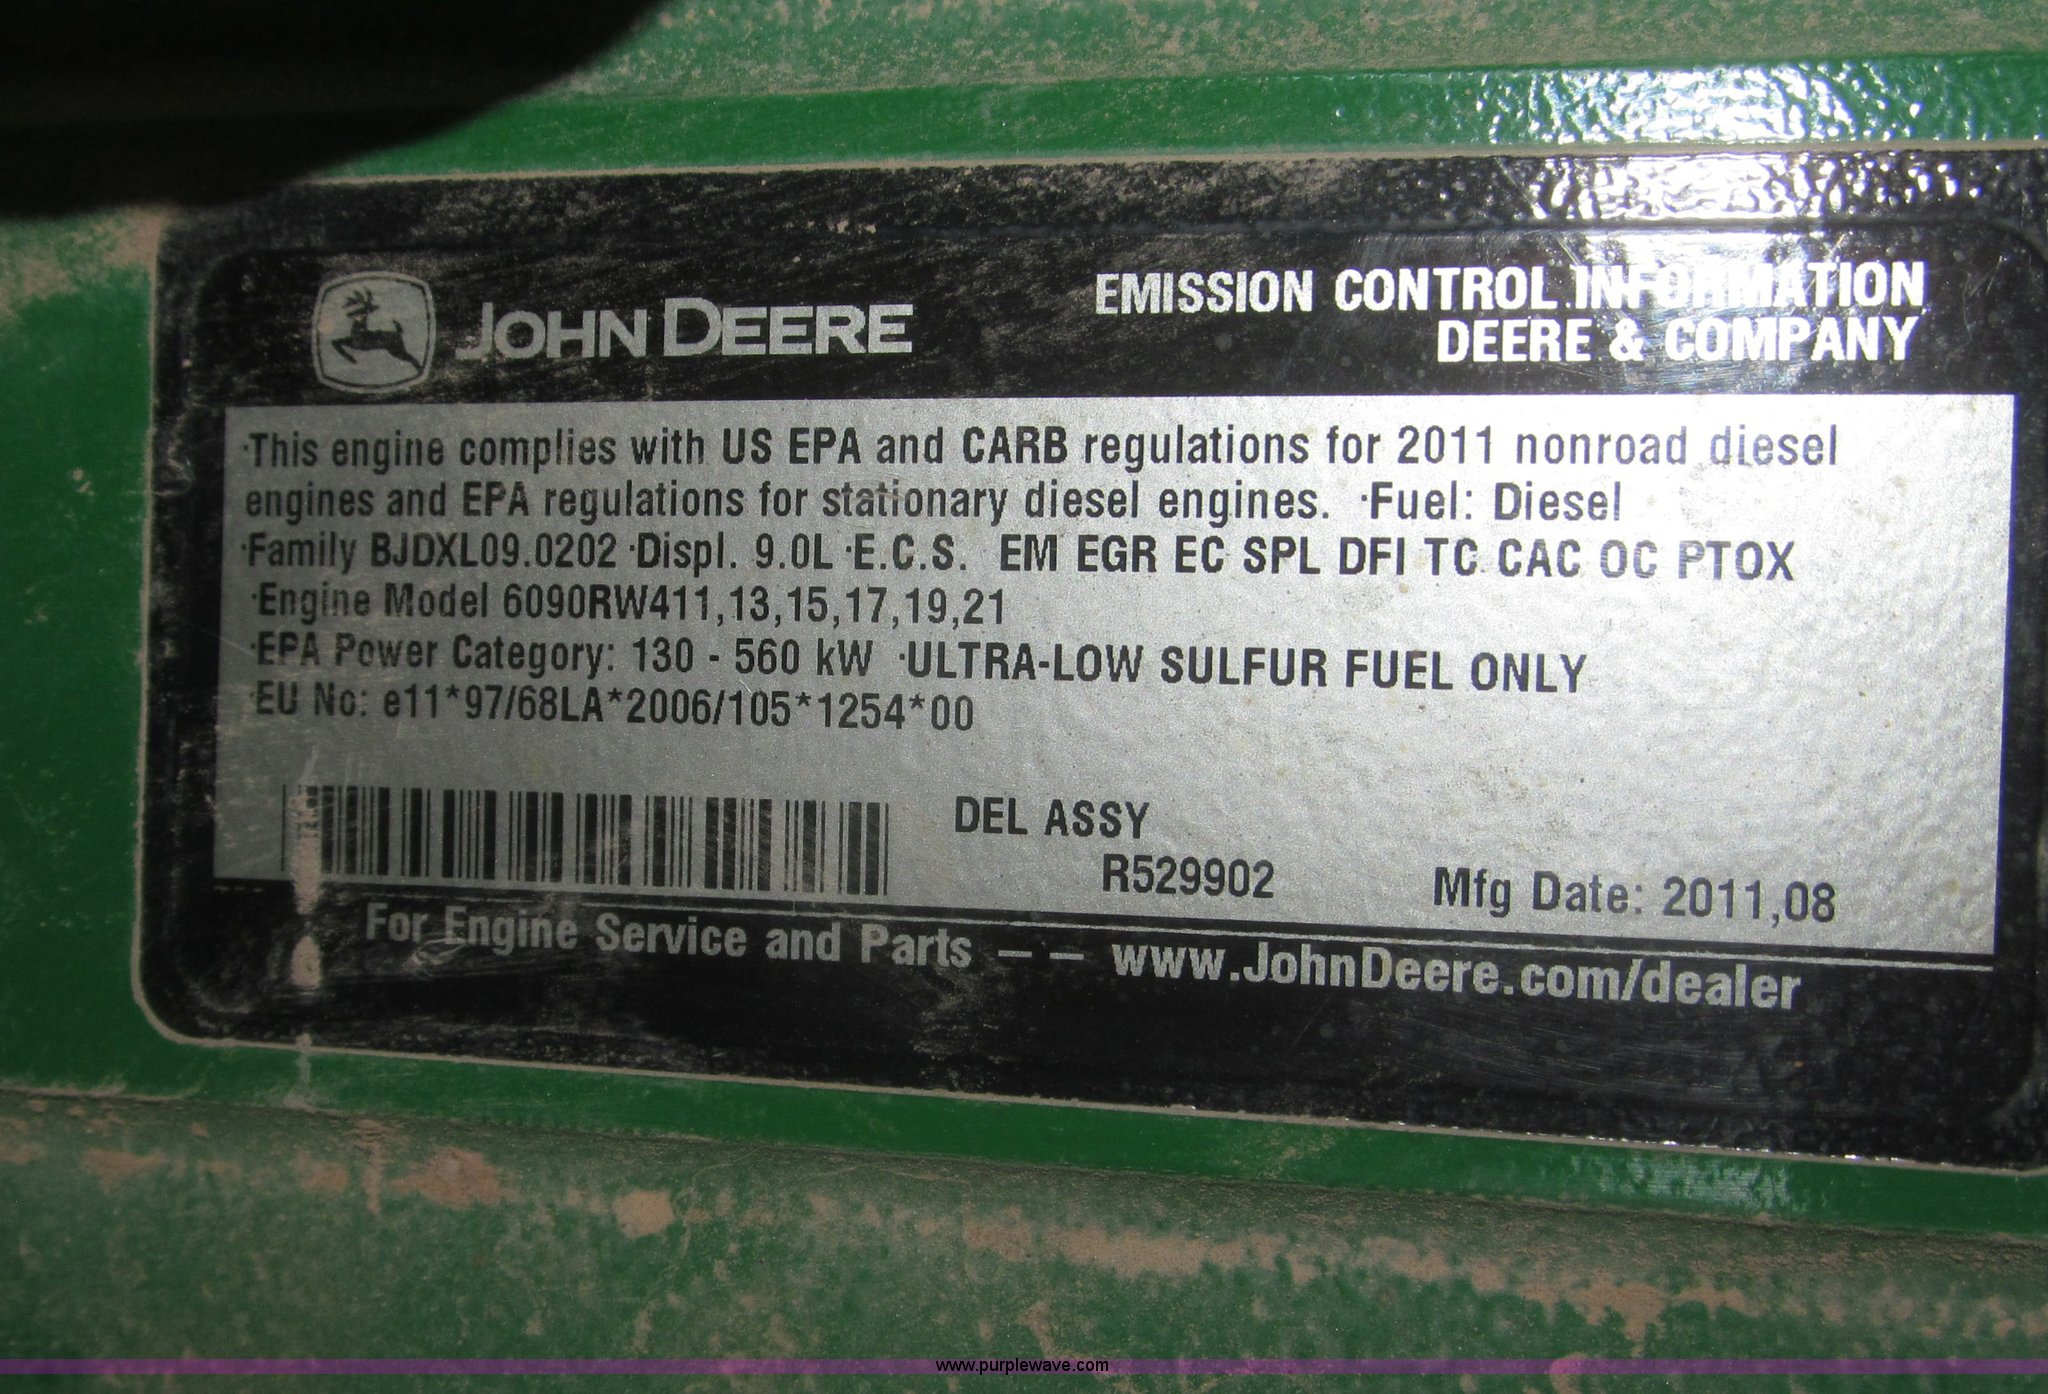 JOHN DEERE
EMISSION CONTROL INFORMATION
DEERE & COMPANY
·This engine complies with US EPA and CARB regulations for 2011 nonroad diesel
engines and EPA regulations for stationary diesel engines. ·Fuel: Diesel
·Family BJDXL09.0202 ·Displ. 9.0L ·E.C.S. EM EGR EC SPL DFI TC CAC OC PTOX
·Engine Model 6090RW411,13,15,17,19,21
·EPA Power Category: 130 - 560 kW ·ULTRA-LOW SULFUR FUEL ONLY
·EU No: e11*97/68LA*2006/105*1254*00
DEL ASSY
R529902
Mfg Date: 2011,08
For Engine Service and Parts – – www.JohnDeere.com/dealer
www.purplewave.com